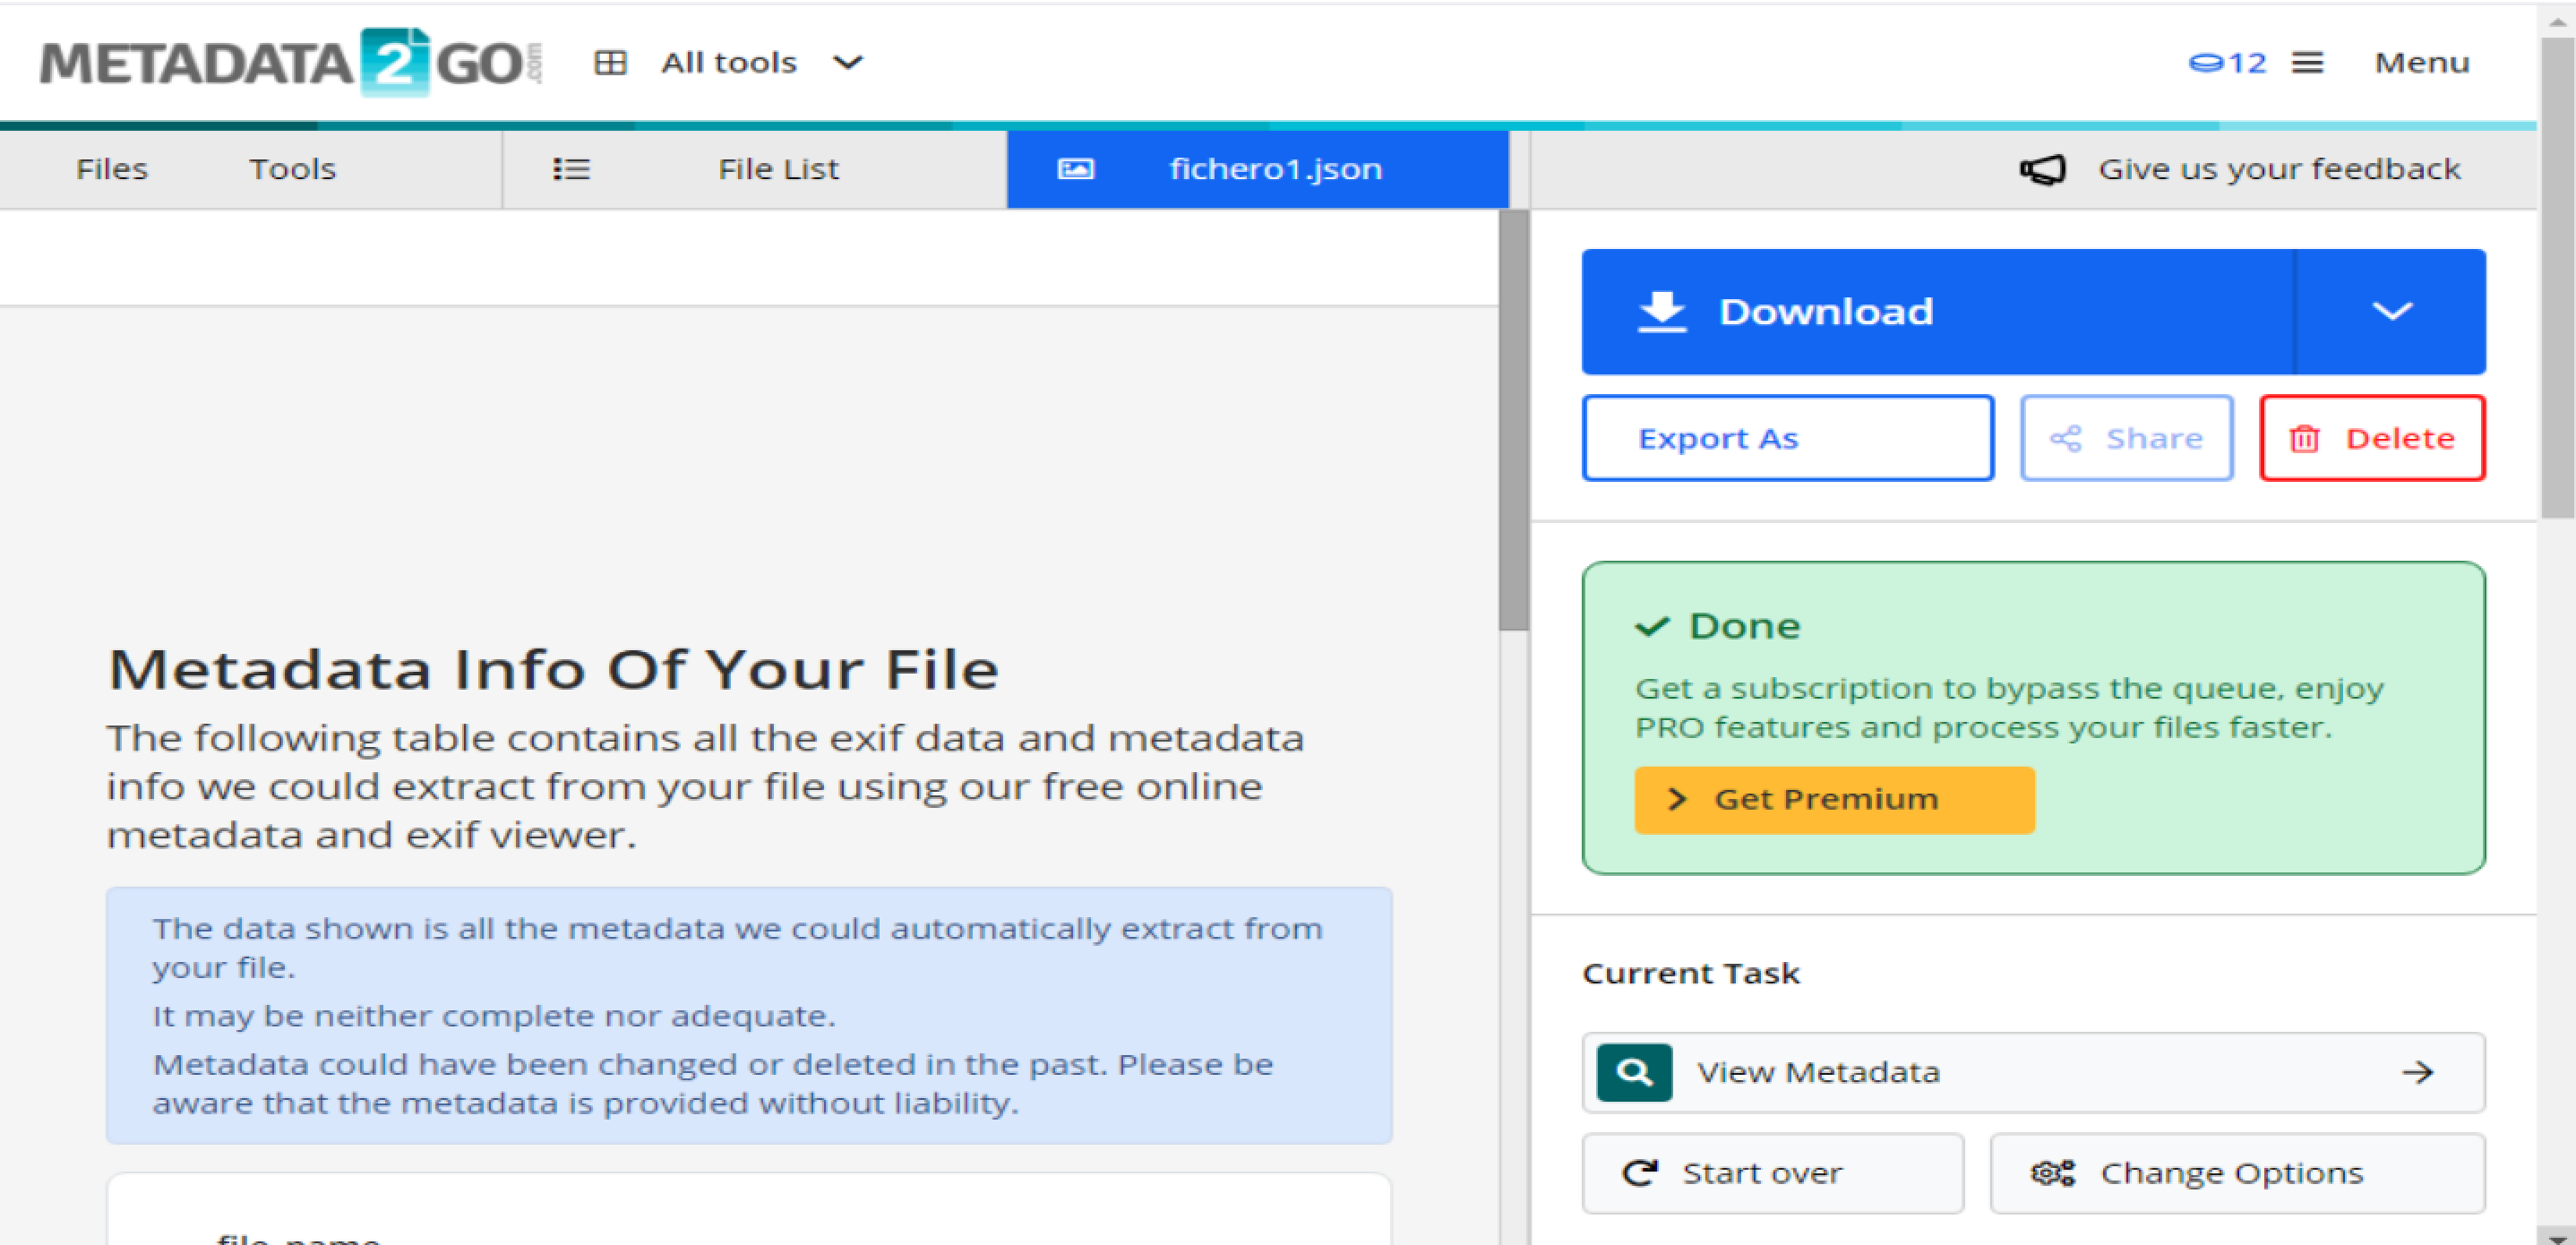 METADATA2GO.com
All tools
12
Menu
Files
Tools
File List
fichero1.json
Give us your feedback
Metadata Info Of Your File
The following table contains all the exif data and metadata
info we could extract from your file using our free online
metadata and exif viewer.
The data shown is all the metadata we could automatically extract from
your file.
It may be neither complete nor adequate.
Metadata could have been changed or deleted in the past. Please be
aware that the metadata is provided without liability.
file_name
Download
Export As
Share
Delete
Done
Get a subscription to bypass the queue, enjoy
PRO features and process your files faster.
Get Premium
Current Task
View Metadata
Start over
Change Options